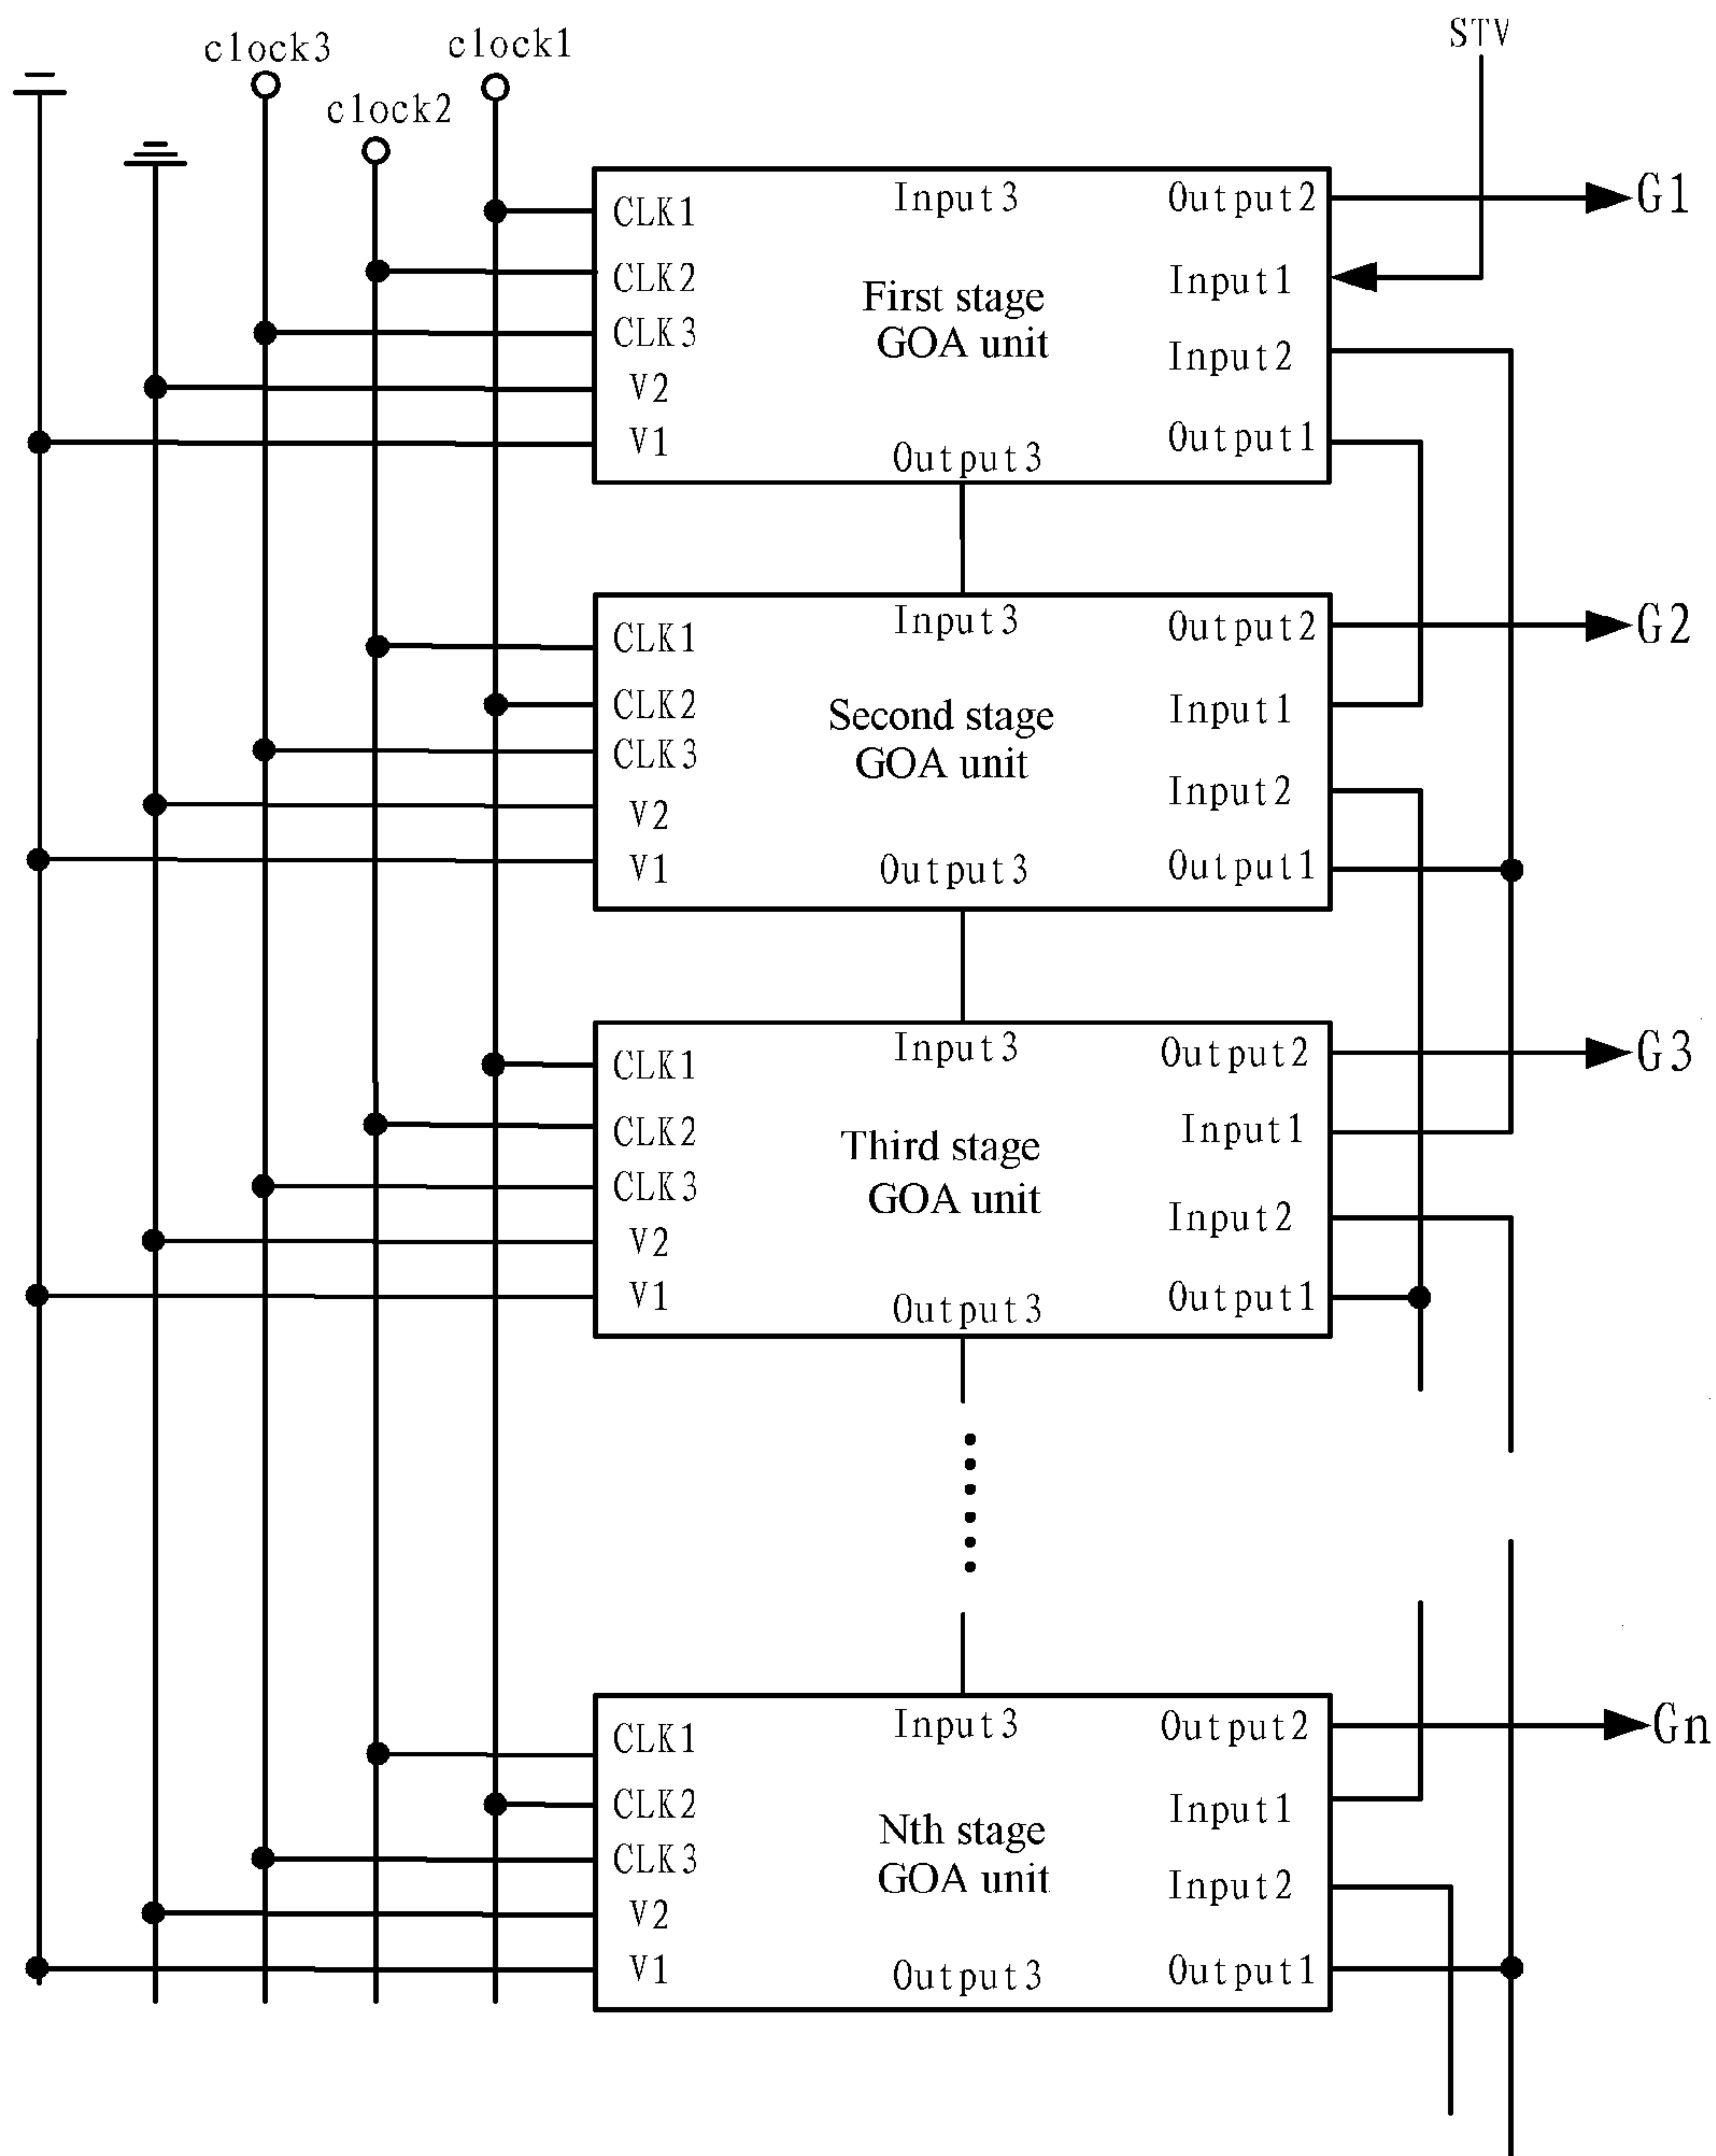 clock3
clock1
STV
clock2
CLK1
Input3
Output2
G1
CLK2
Input1
First stage
GOA unit
CLK3
Input2
V2
V1
Output1
Output3
Input3
Output2
G2
CLK1
CLK2
Input1
Second stage
GOA unit
CLK3
Input2
V2
V1
Output1
Output3
Input3
Output2
G3
CLK1
CLK2
Input1
Third stage
GOA unit
CLK3
Input2
V2
V1
Output1
Output3
Input3
Output2
Gn
CLK1
CLK2
Input1
Nth stage
GOA unit
CLK3
Input2
V2
V1
Output1
Output3